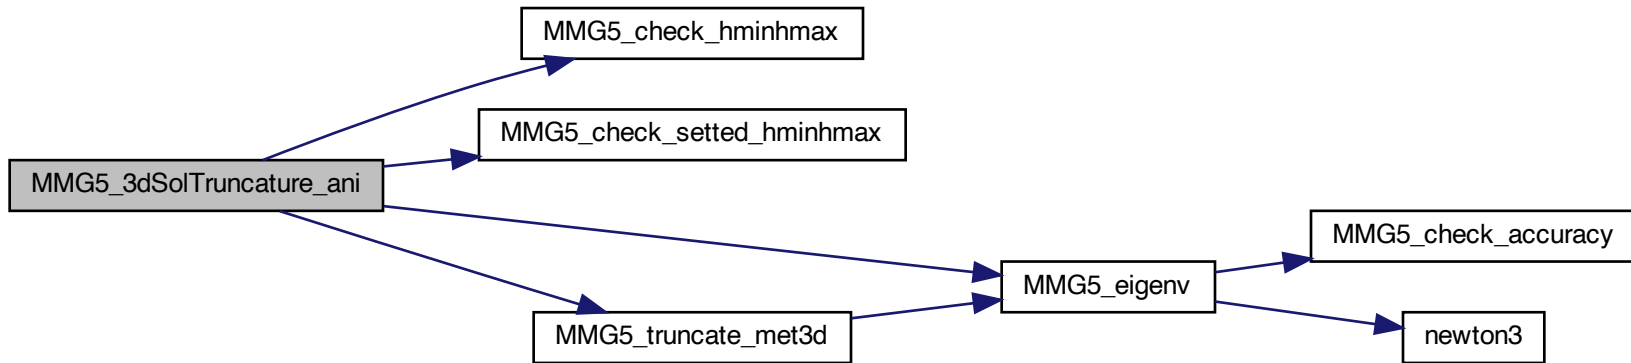 MMG5_check_hminhmax
MMG5_check_setted_hminhmax
MMG5_3dSolTruncature_ani
MMG5_check_accuracy
MMG5_eigenv
MMG5_truncate_met3d
newton3